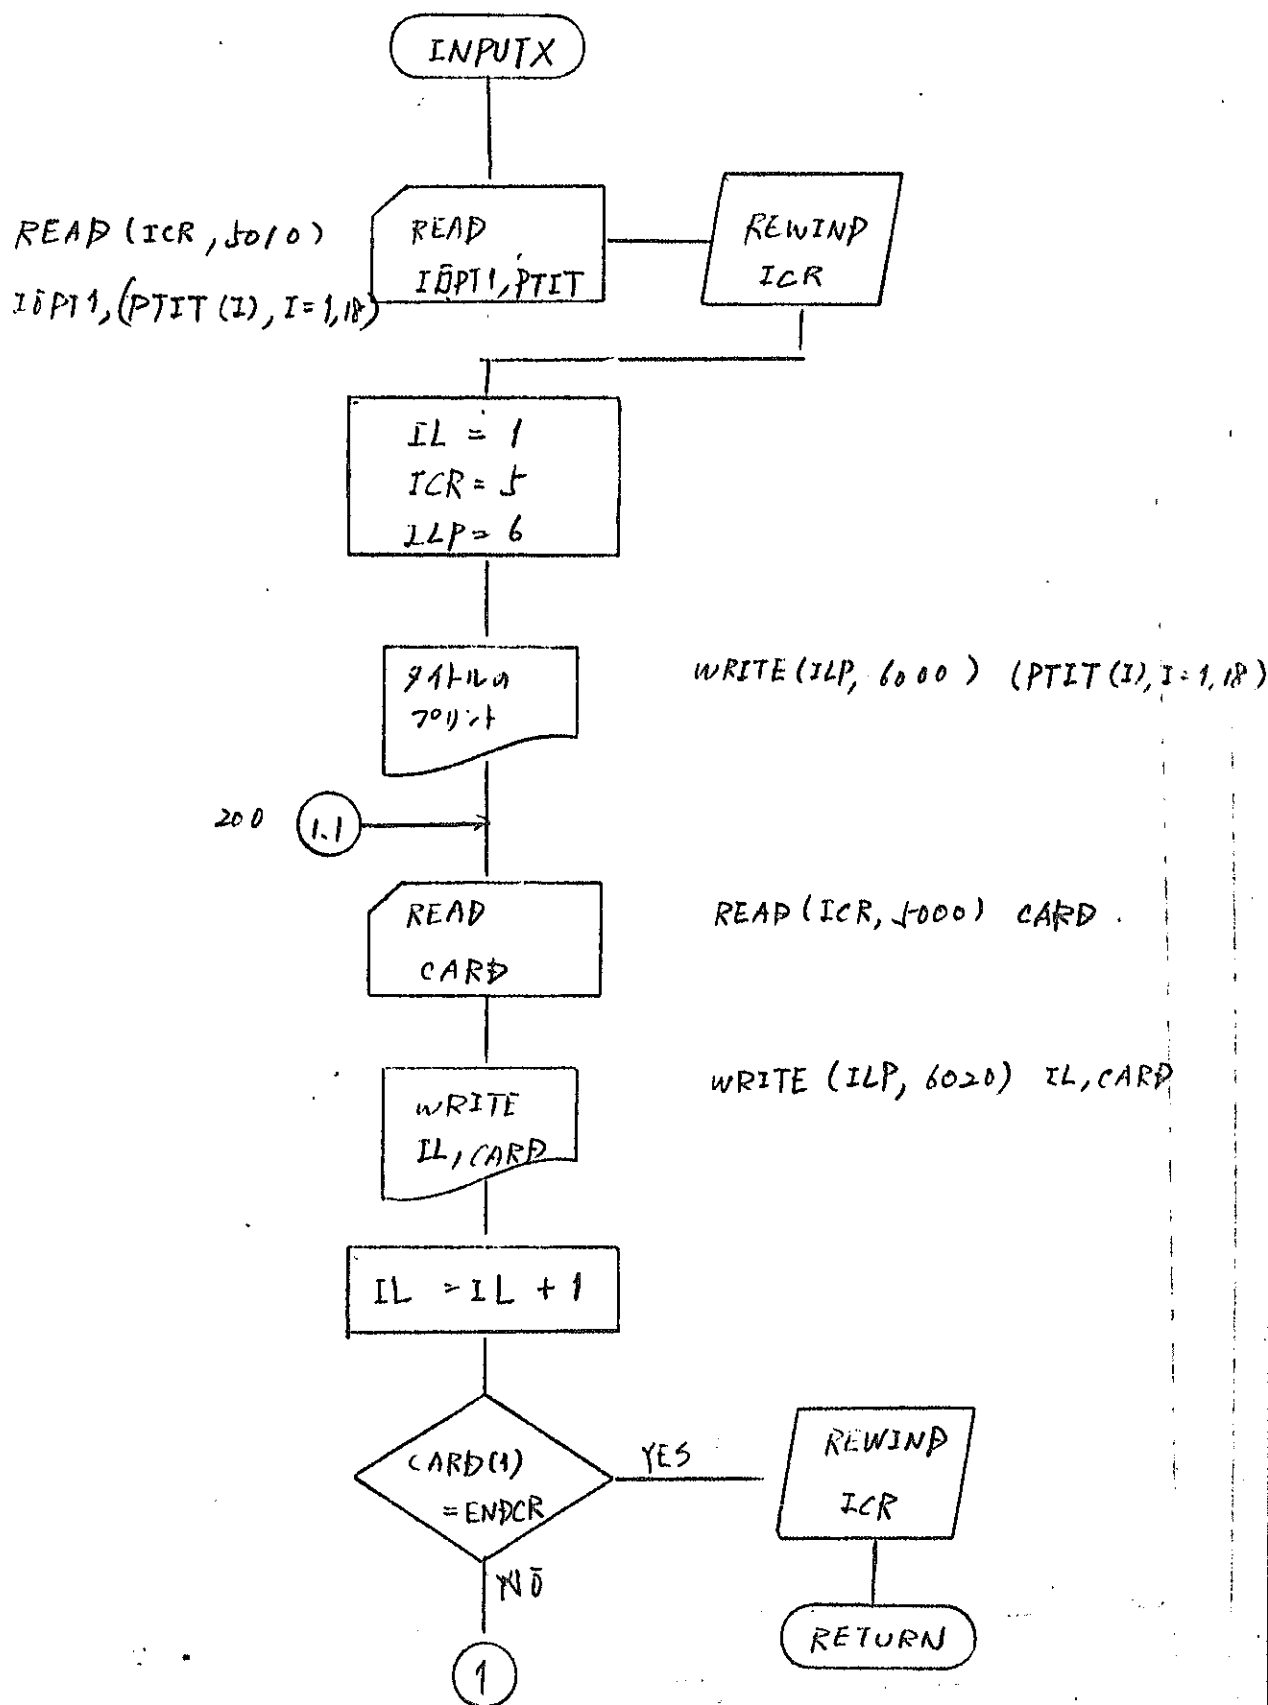 INPUTX
READ (ICR, 5010)
IŌPT1, (PTIT (I), I=1,18)
READ
IŌPT1, PTIT
REWIND
ICR
IL = 1
ICR = 5
ILP = 6
タイトルの
プリント
WRITE (ILP, 6000) (PTIT (I), I=1,18)
200
1.1
READ
CARD
READ (ICR, 5000) CARD
WRITE
IL, CARD
WRITE (ILP, 6020) IL, CARD
IL = IL + 1
CARD(1)
=ENDCR
YES
REWIND
ICR
NŌ
RETURN
1